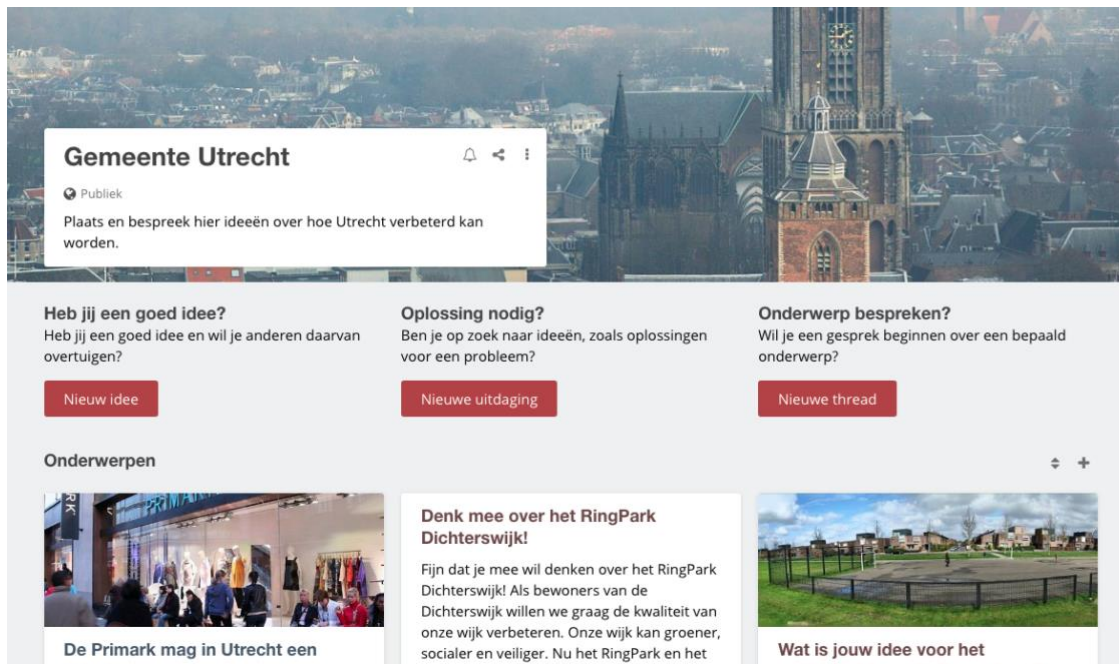 Gemeente Utrecht
Publiek
Plaats en bespreek hier ideeën over hoe Utrecht verbeterd kan
worden.
Heb jij een goed idee?
Heb jij een goed idee en wil je anderen daarvan
overtuigen?
Nieuw idee
Oplossing nodig?
Ben je op zoek naar ideeën, zoals oplossingen
voor een probleem?
Nieuwe uitdaging
Onderwerp bespreken?
Wil je een gesprek beginnen over een bepaald
onderwerp?
Nieuwe thread
Onderwerpen
PRIMARK
De Primark mag in Utrecht een
Denk mee over het RingPark
Dichterswijk!
Fijn dat je mee wil denken over het RingPark
Dichterswijk! Als bewoners van de
Dichterswijk willen we graag de kwaliteit van
onze wijk verbeteren. Onze wijk kan groener,
socialer en veiliger. Nu het RingPark en het
Wat is jouw idee voor het